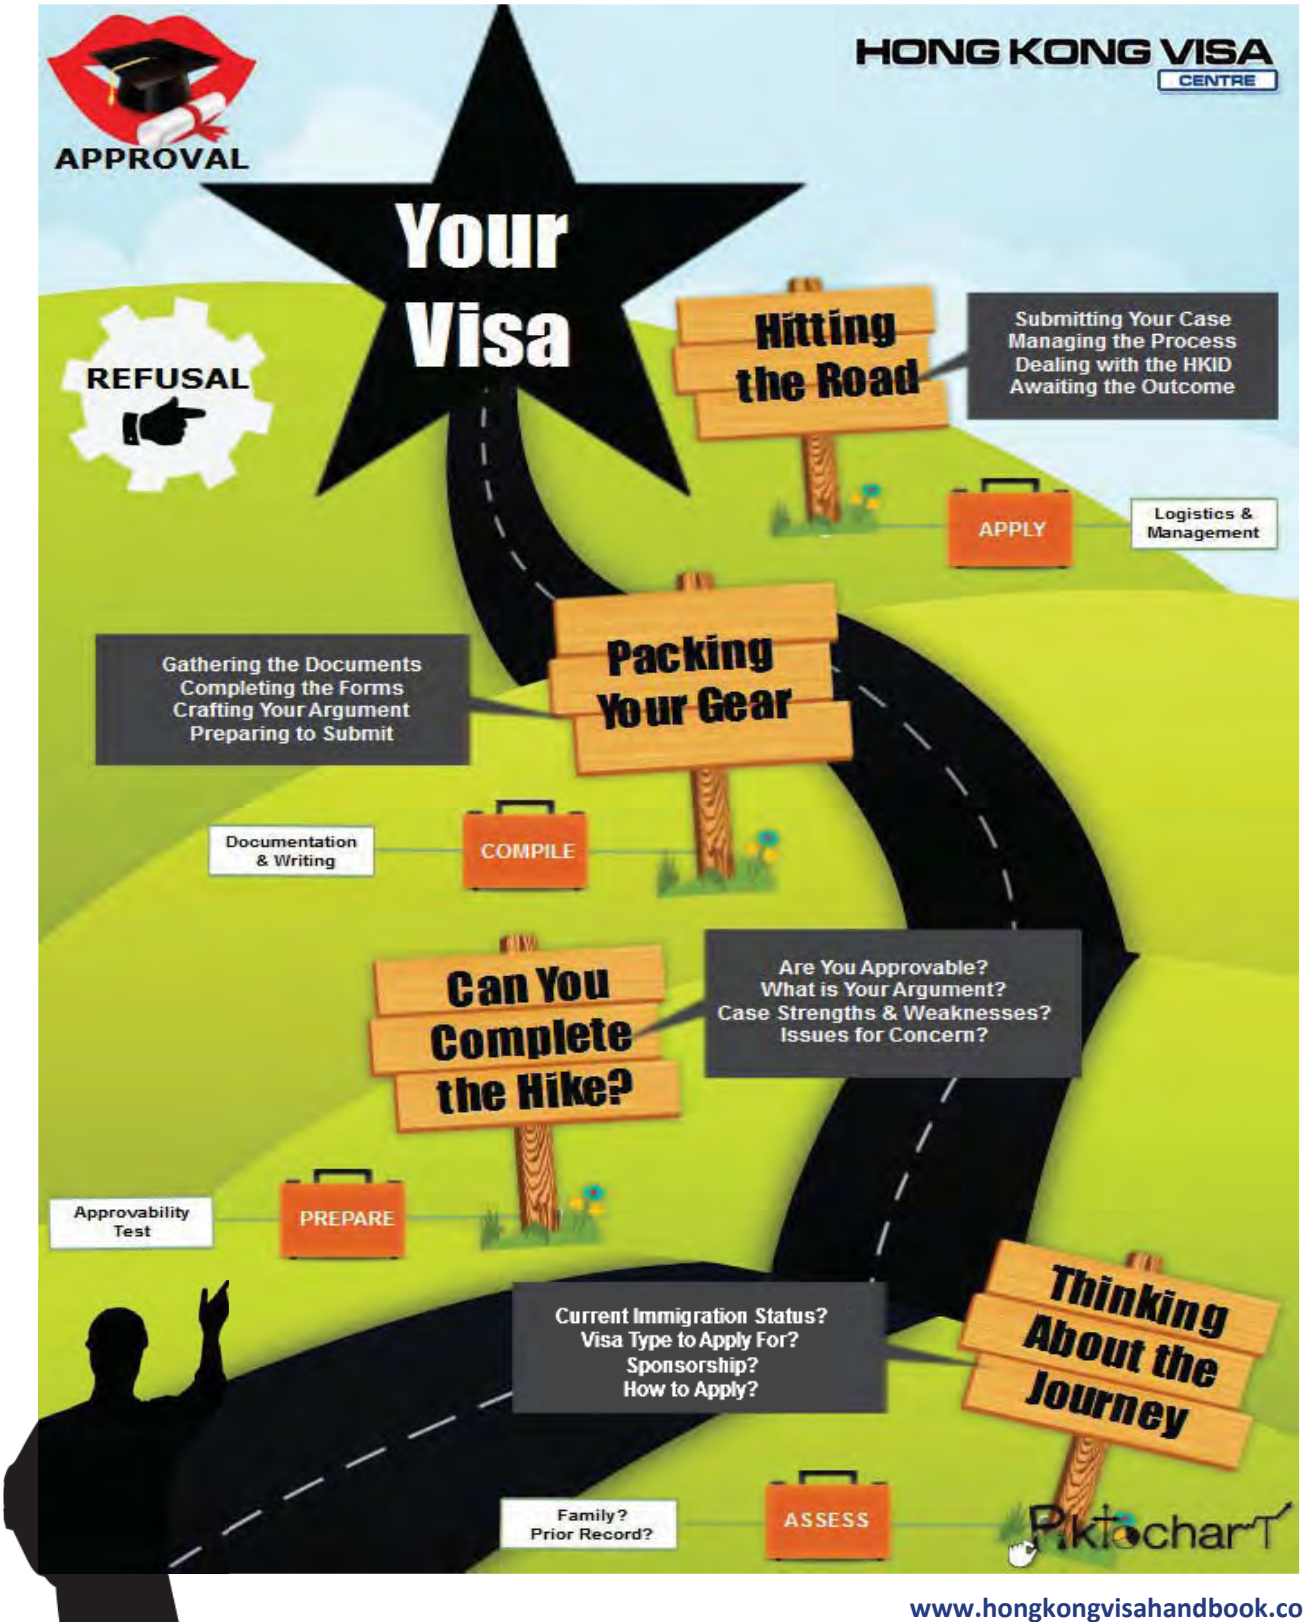 HONG KONG VISA
CENTRE
APPROVAL
Your
Visa
REFUSAL
Hitting
the Road
Submitting Your Case
Managing the Process
Dealing with the HKID
Awaiting the Outcome
APPLY
Logistics &
Management
Packing
Your Gear
Gathering the Documents
Completing the Forms
Crafting Your Argument
Preparing to Submit
Documentation
& Writing
COMPILE
Can You
Complete
the Hike?
Are You Approvable?
What is Your Argument?
Case Strengths & Weaknesses?
Issues for Concern?
Approvability
Test
PREPARE
Thinking
About the
Journey
Current Immigration Status?
Visa Type to Apply For?
Sponsorship?
How to Apply?
Family?
Prior Record?
ASSESS
PiktocharT
www.hongkongvisahandbook.co